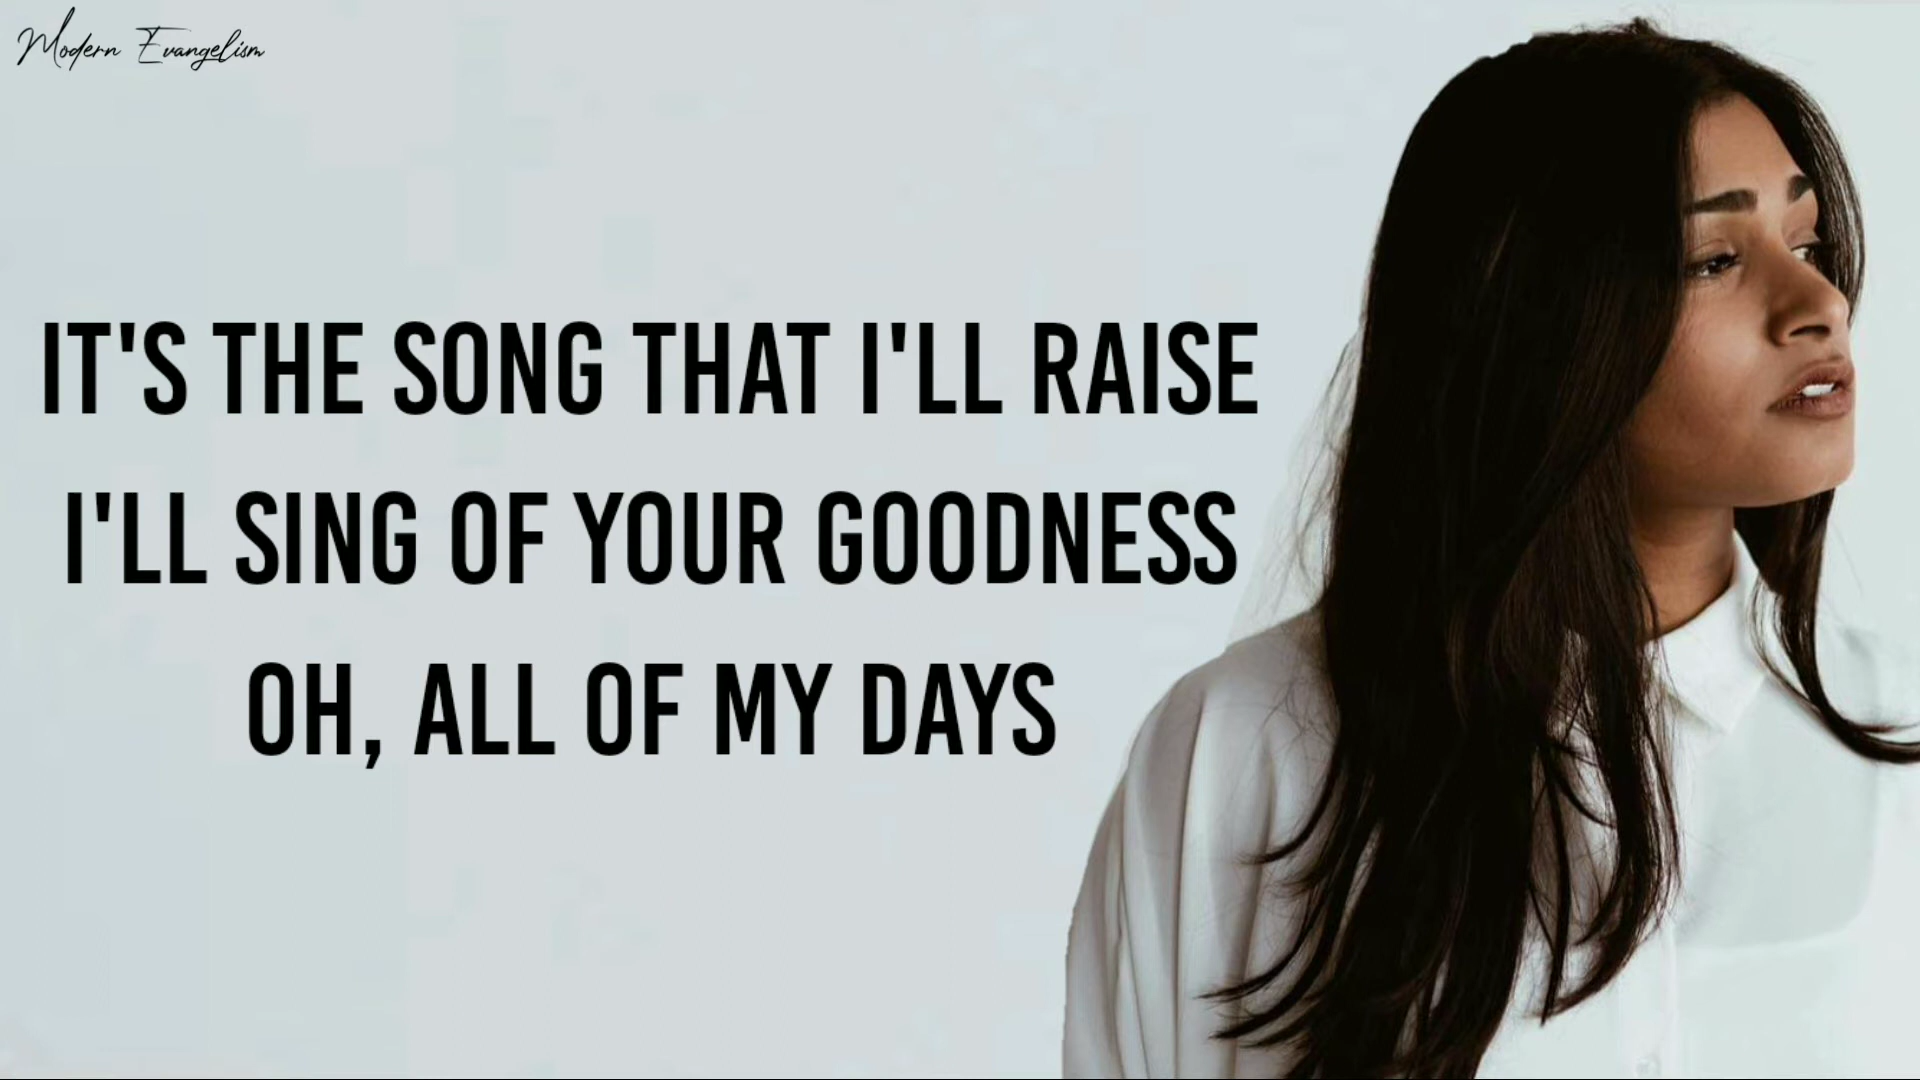 Modern Evangelism
IT'S THE SONG THAT I'LL RAISE
I'LL SING OF YOUR GOODNESS
OH, ALL OF MY DAYS